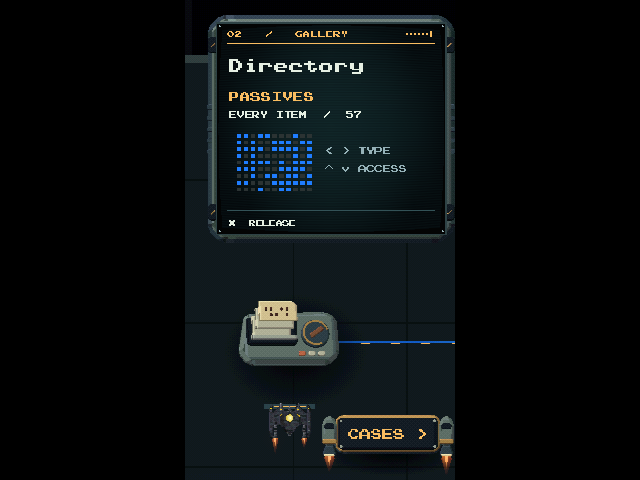 02 / GALLERY
Directory
PASSIVES
EVERY ITEM / 57
< > TYPE
^ v ACCESS
× RELEASE
CASES >